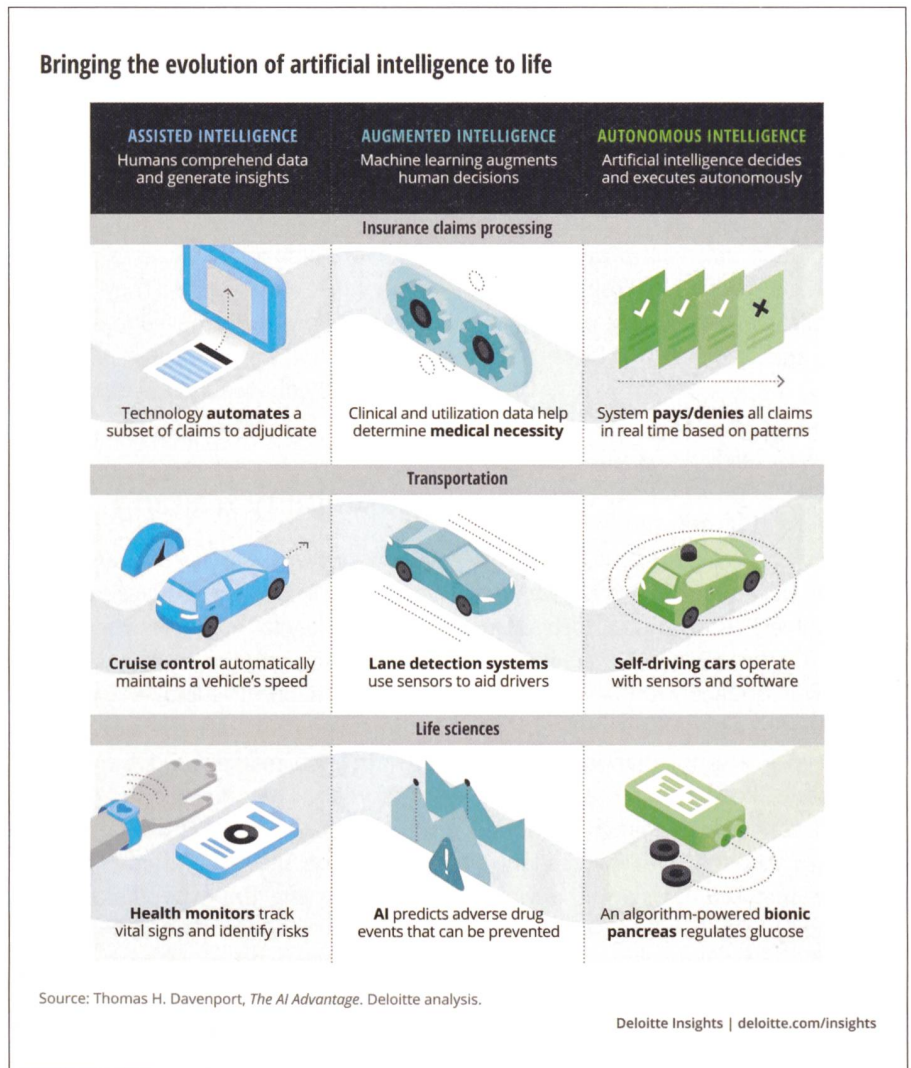 Bringing the evolution of artificial intelligence to life
ASSISTED INTELLIGENCE
Humans comprehend data
and generate insights
AUGMENTED INTELLIGENCE
Machine learning augments
human decisions
AUTONOMOUS INTELLIGENCE
Artificial intelligence decides
and executes autonomously
Insurance claims processing
Technology automates a
subset of claims to adjudicate
Clinical and utilization data help
determine medical necessity
System pays/denies all claims
in real time based on patterns
Transportation
Cruise control automatically
maintains a vehicle's speed
Lane detection systems
use sensors to aid drivers
Self-driving cars operate
with sensors and software
Life sciences
Health monitors track
vital signs and identify risks
AI predicts adverse drug
events that can be prevented
An algorithm-powered bionic
pancreas regulates glucose
Source: Thomas H. Davenport, The AI Advantage. Deloitte analysis.
Deloitte Insights | deloitte.com/insights